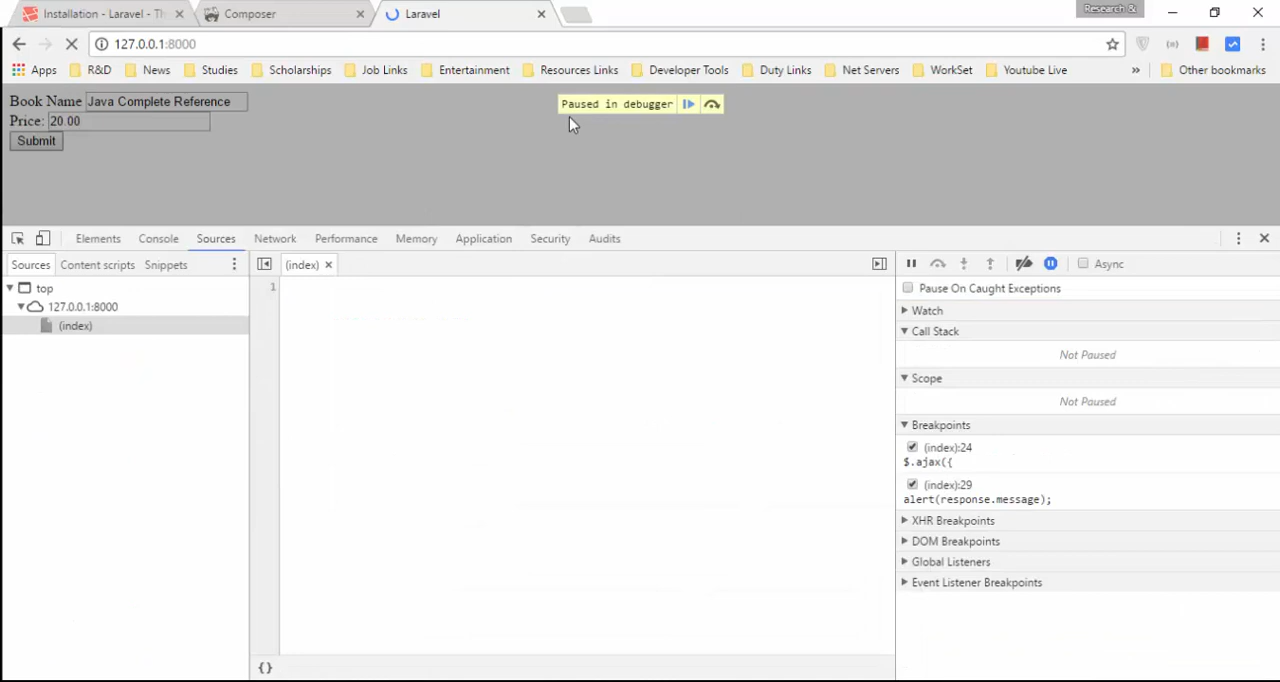 Installation - Laravel - Th
Composer
Laravel
Research &
127.0.0.1:8000
Apps R&D News Studies Scholarships Job Links Entertainment Resources Links Developer Tools Duty Links Net Servers WorkSet Youtube Live » Other bookmarks
Book Name Java Complete Reference
Paused in debugger
Price: 20.00
Submit
Elements Console Sources Network Performance Memory Application Security Audits
Sources Content scripts Snippets
(index)
Async
top
127.0.0.1:8000
(index)
1
{}
Pause On Caught Exceptions
Watch
Call Stack
Not Paused
Scope
Not Paused
Breakpoints
(index):24
$.ajax({
(index):29
alert(response.message);
XHR Breakpoints
DOM Breakpoints
Global Listeners
Event Listener Breakpoints